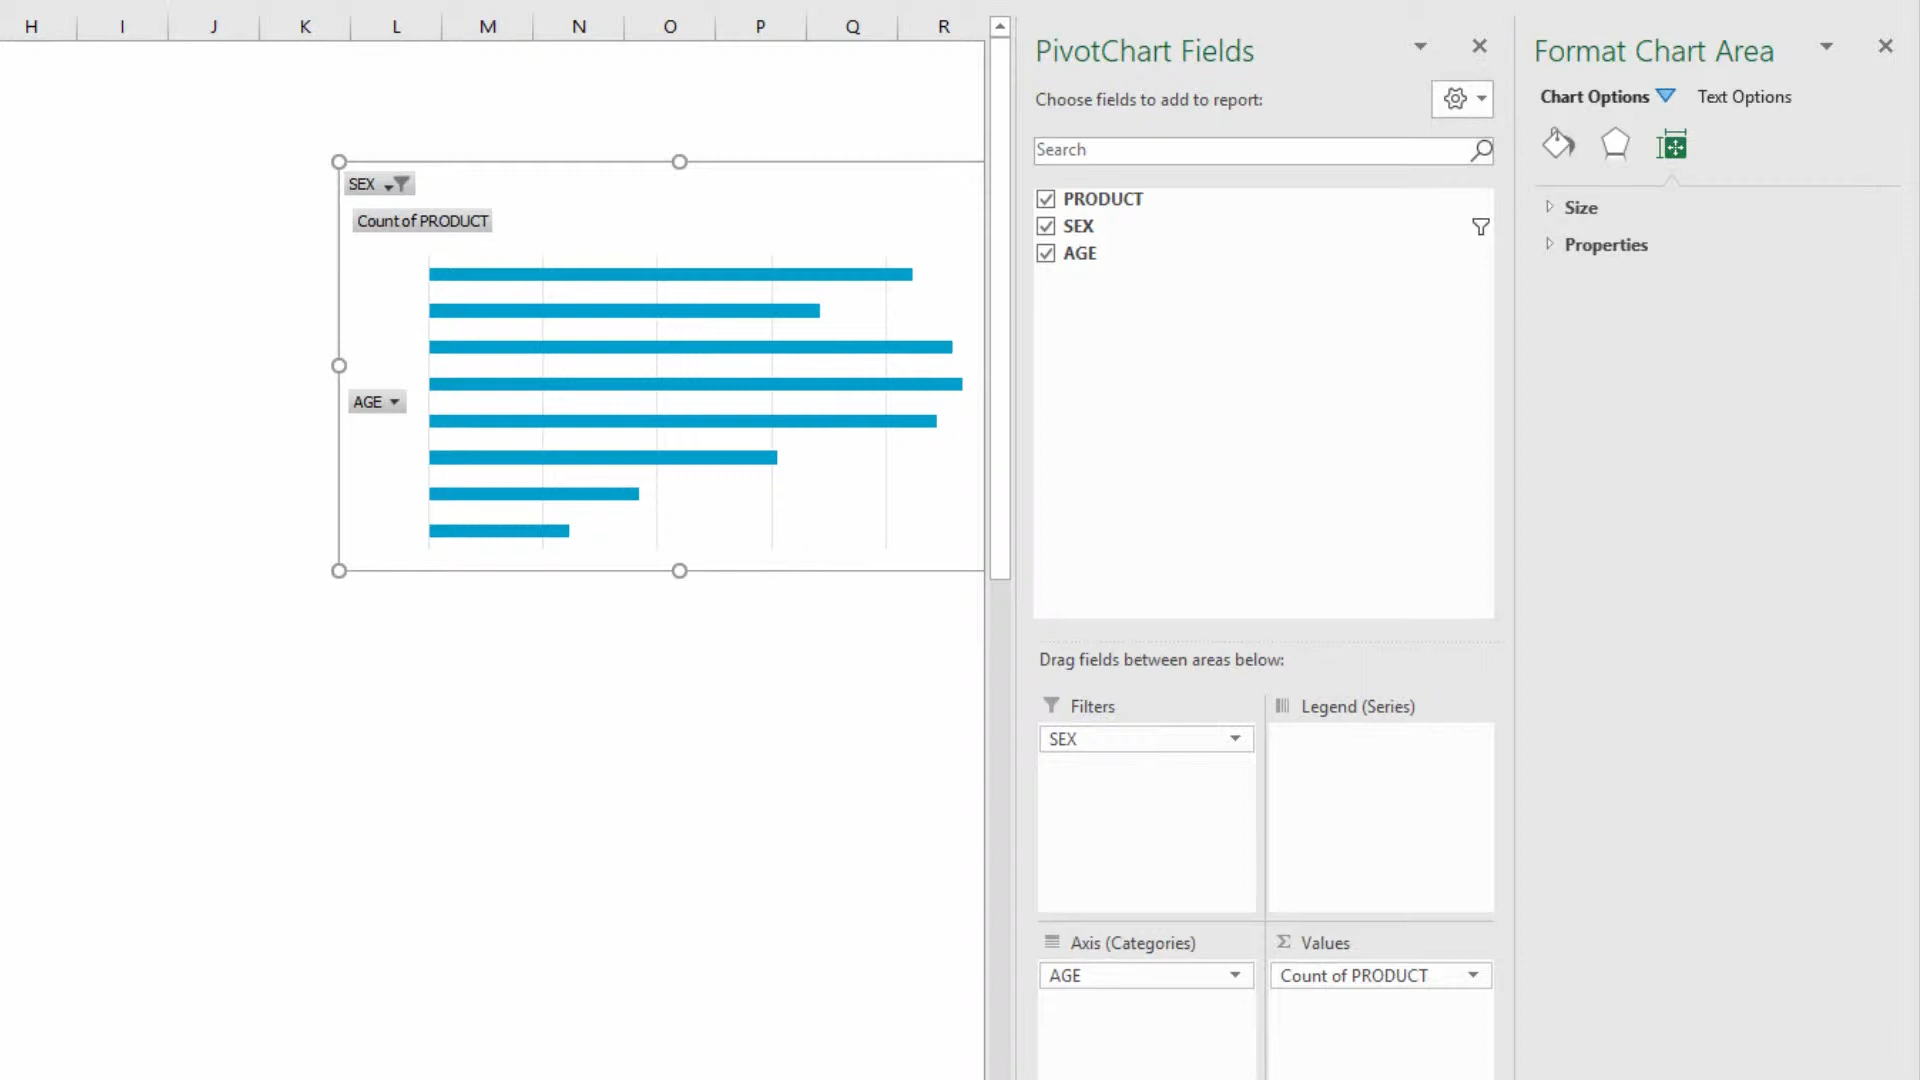 H I J K L M N O P Q R
SEX
Count of PRODUCT
AGE
PivotChart Fields
Choose fields to add to report:
Search
PRODUCT
SEX
AGE
Drag fields between areas below:
Filters
Legend (Series)
SEX
Axis (Categories)
Σ Values
AGE
Count of PRODUCT
Format Chart Area
Chart Options
Text Options
Size
Properties